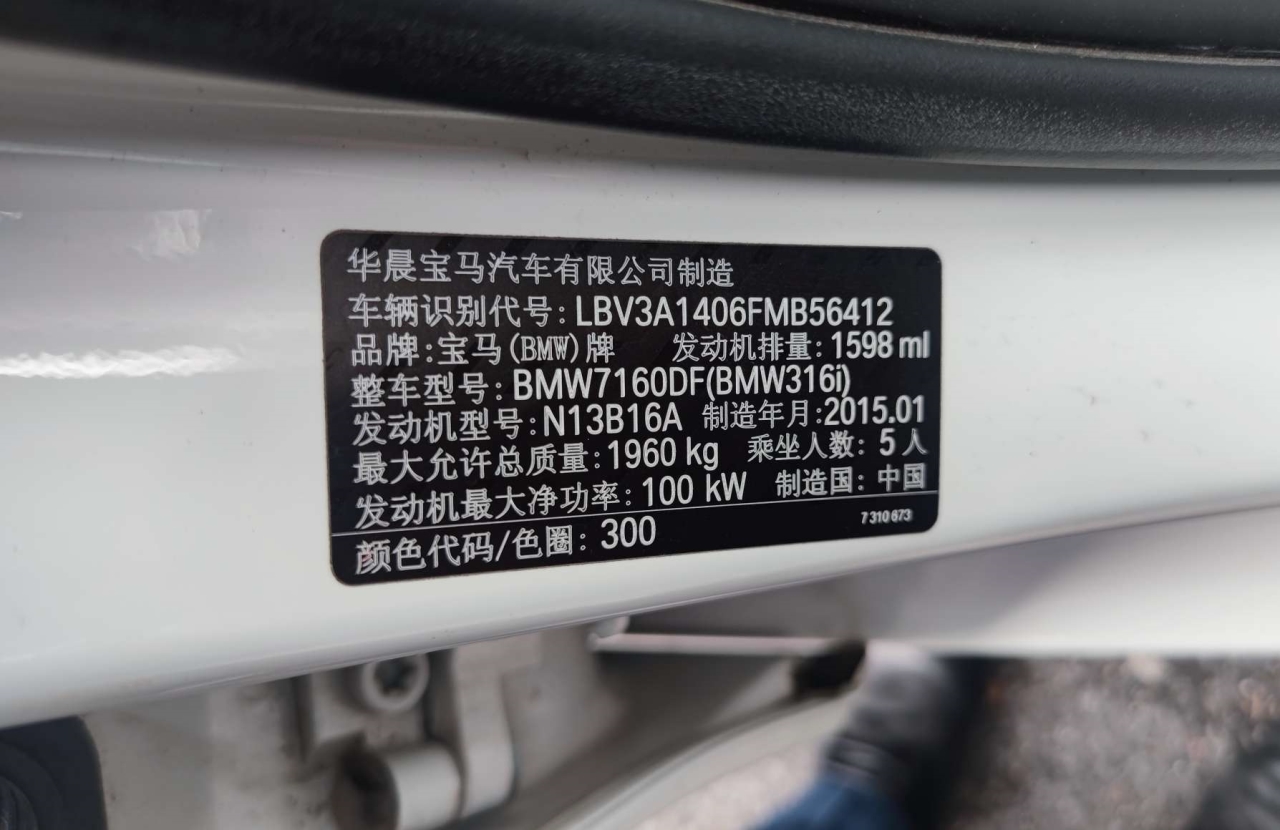 华晨宝马汽车有限公司制造
车辆识别代号: LBV3A1406FMB56412
品牌:宝马(BMW)牌 发动机排量: 1598 ml
整车型号: BMW7160DF(BMW316i)
发动机型号: N13B16A 制造年月:2015.01
最大允许总质量: 1960 kg 乘坐人数: 5 人
发动机最大净功率: 100 kW 制造国: 中国
颜色代码/色圈: 300 7 310 673